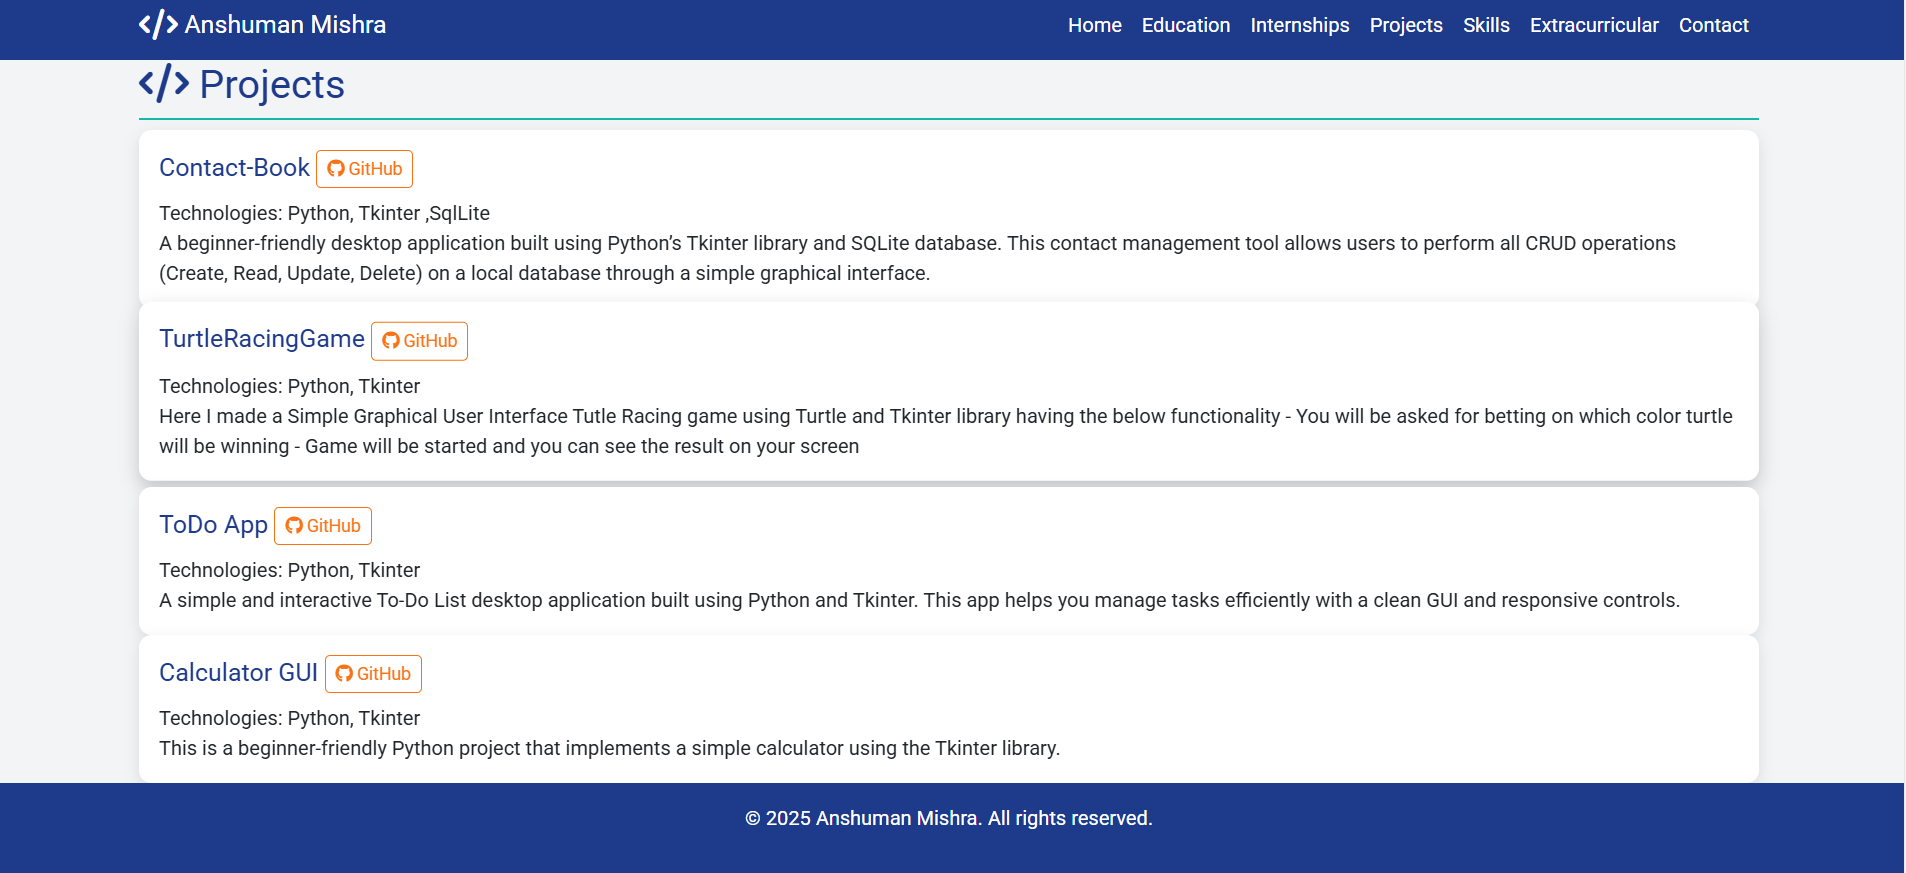 </> Anshuman Mishra Home Education Internships Projects Skills Extracurricular Contact
</> Projects
Contact-Book GitHub
Technologies: Python, Tkinter ,SqlLite
A beginner-friendly desktop application built using Python’s Tkinter library and SQLite database. This contact management tool allows users to perform all CRUD operations
(Create, Read, Update, Delete) on a local database through a simple graphical interface.
TurtleRacingGame GitHub
Technologies: Python, Tkinter
Here I made a Simple Graphical User Interface Tutle Racing game using Turtle and Tkinter library having the below functionality - You will be asked for betting on which color turtle
will be winning - Game will be started and you can see the result on your screen
ToDo App GitHub
Technologies: Python, Tkinter
A simple and interactive To-Do List desktop application built using Python and Tkinter. This app helps you manage tasks efficiently with a clean GUI and responsive controls.
Calculator GUI GitHub
Technologies: Python, Tkinter
This is a beginner-friendly Python project that implements a simple calculator using the Tkinter library.
© 2025 Anshuman Mishra. All rights reserved.